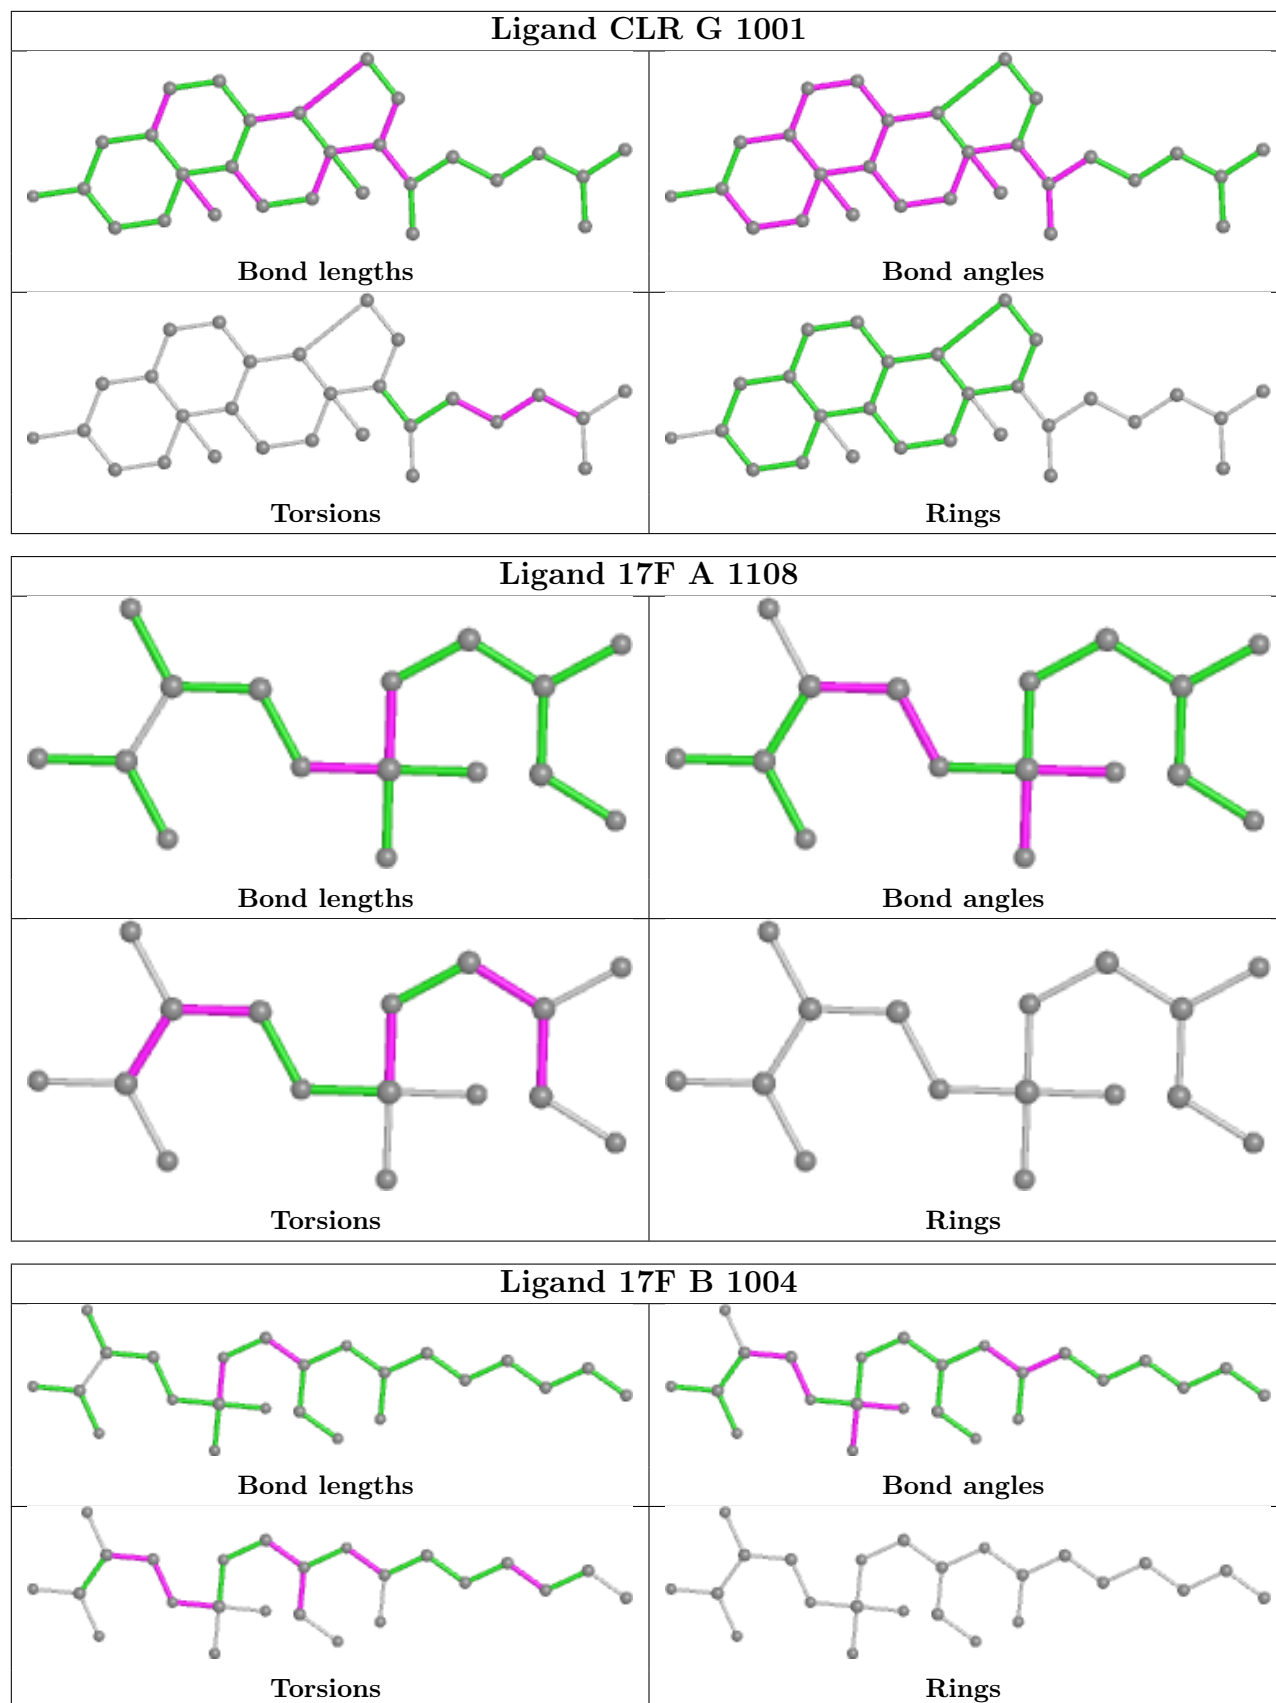 Ligand CLR G 1001
Bond lengths
Bond angles
Torsions
Rings
Ligand 17F A 1108
Bond lengths
Bond angles
Torsions
Rings
Ligand 17F B 1004
Bond lengths
Bond angles
Torsions
Rings